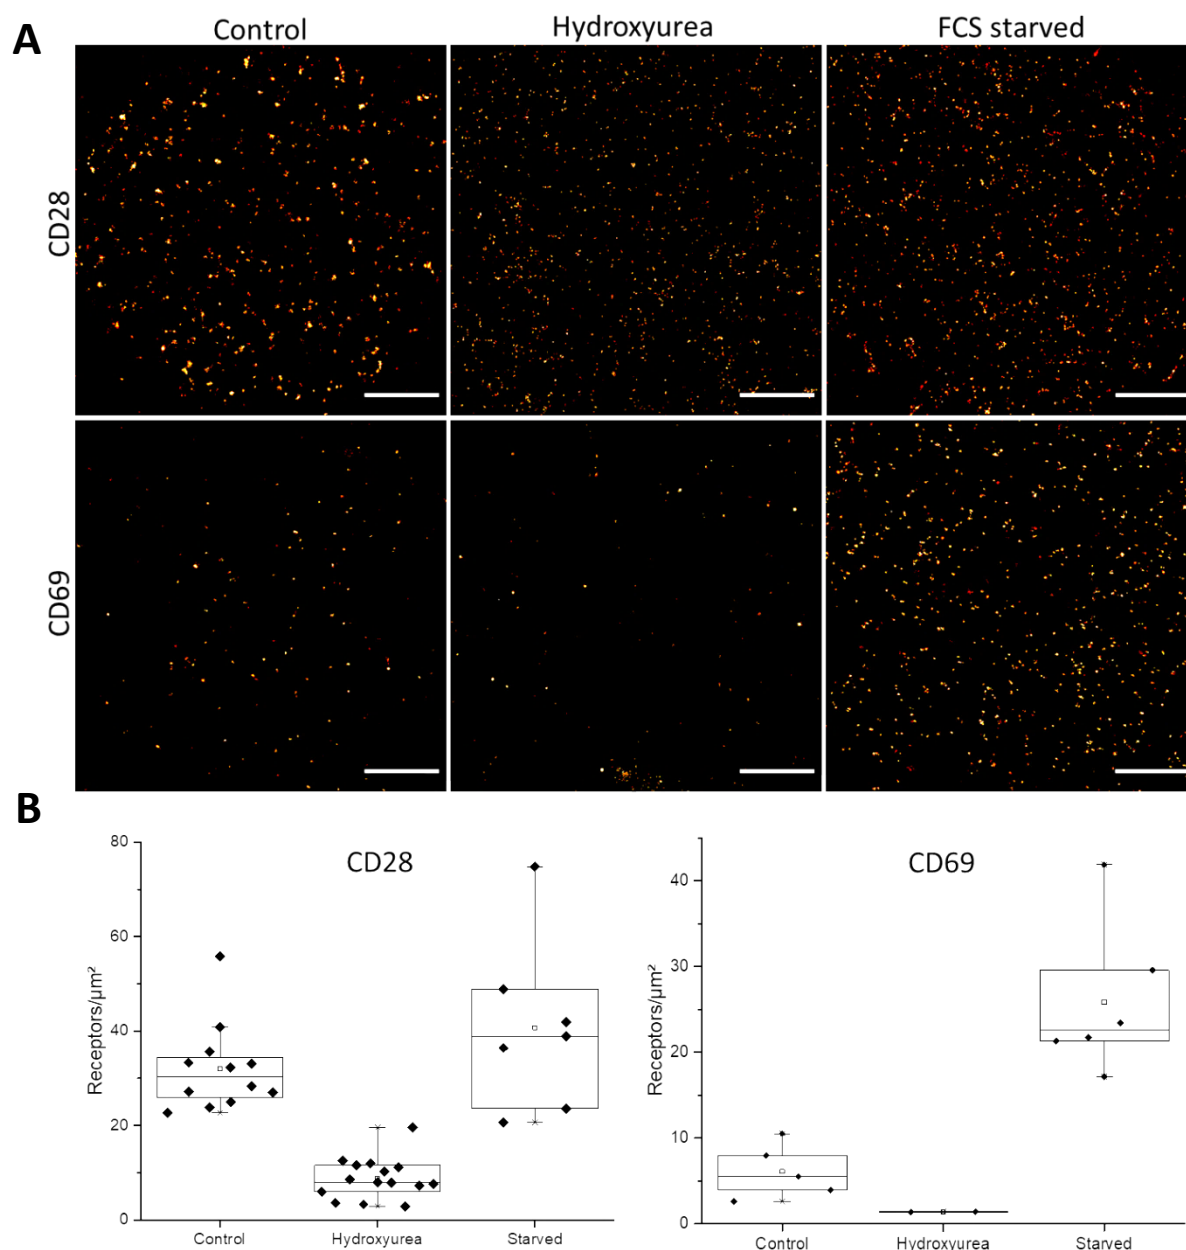 A
Control
Hydroxyurea
FCS starved
CD28
CD69
B
CD28
Receptors/µm²
80
60
40
20
0
Control
Hydroxyurea
Starved
CD69
Receptors/µm²
40
30
20
10
0
Control
Hydroxyurea
Starved